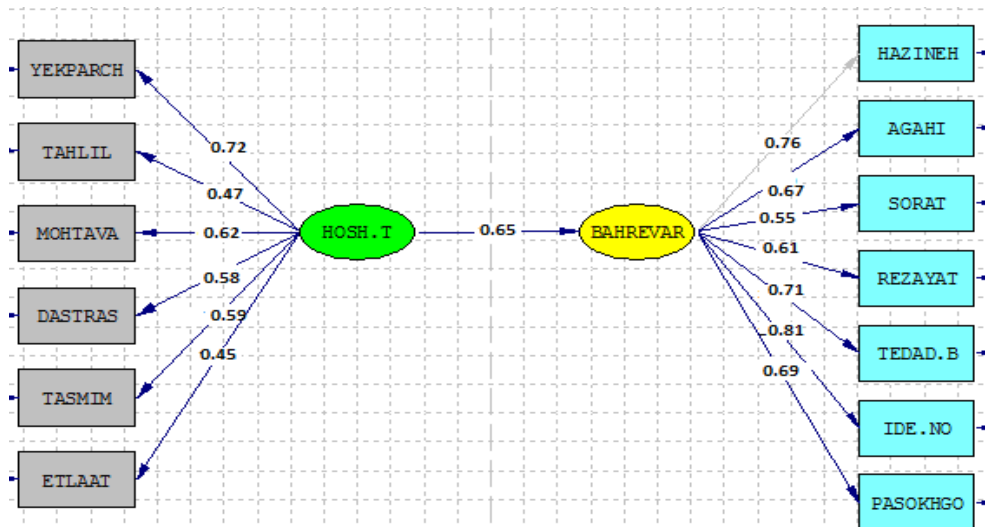 YEKPARCH
TAHLIL
MOHTAVA
DASTRAS
TASMIM
ETLAAT
0.72
0.47
0.62
0.58
0.59
0.45
HOSH.T
0.65
BAHREVAR
0.76
0.67
0.55
0.61
0.71
0.81
0.69
HAZINEH
AGAHI
SORAT
REZAYAT
TEDAD.B
IDE.NO
PASOKHGO